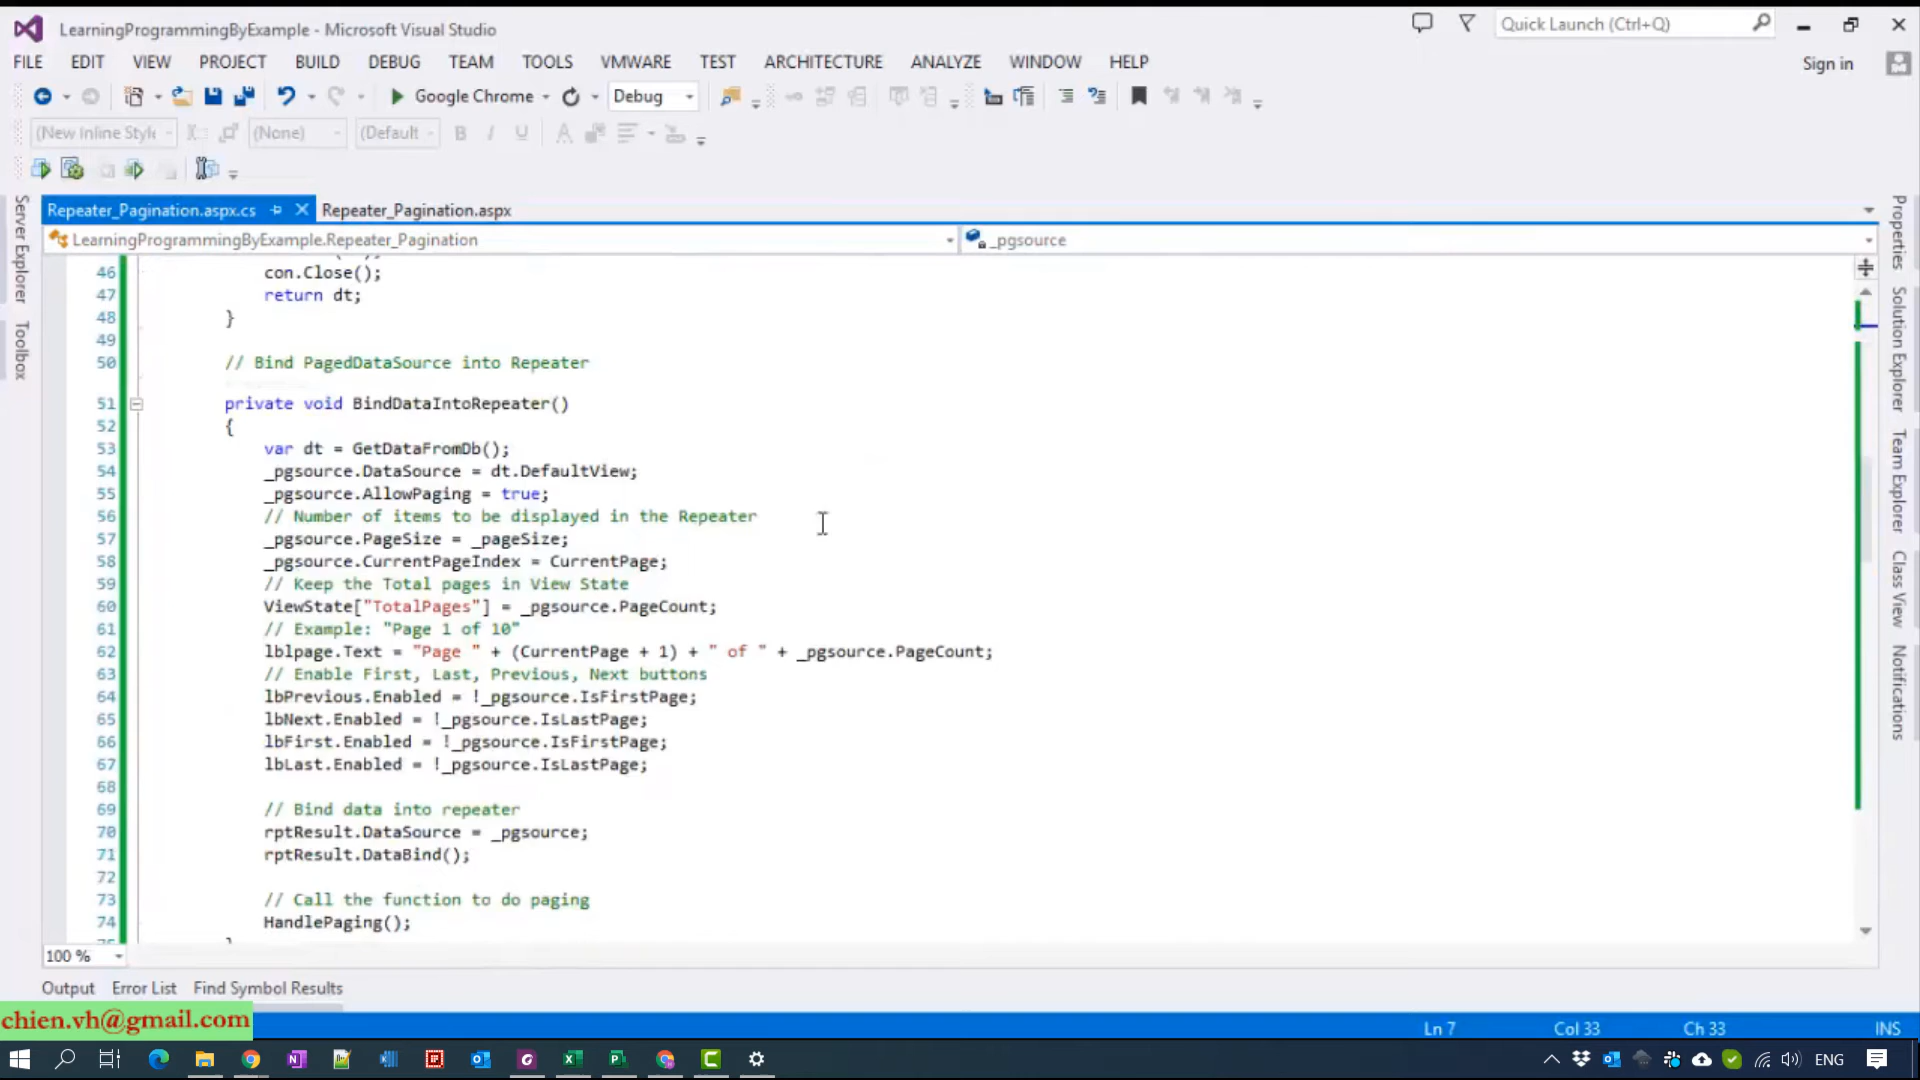 LearningProgrammingByExample - Microsoft Visual Studio
Quick Launch (Ctrl+Q)
FILE EDIT VIEW PROJECT BUILD DEBUG TEAM TOOLS VMWARE TEST ARCHITECTURE ANALYZE WINDOW HELP
Sign in
Google Chrome Debug
(New Inline Style (None) (Default
Repeater_Pagination.aspx.cs Repeater_Pagination.aspx
LearningProgrammingByExample.Repeater_Pagination _pgsource
Server Explorer
Toolbox
46 con.Close();
47 return dt;
48 }
49
50 // Bind PagedDataSource into Repeater
51 private void BindDataIntoRepeater()
52 {
53 var dt = GetDataFromDb();
54 _pgsource.DataSource = dt.DefaultView;
55 _pgsource.AllowPaging = true;
56 // Number of items to be displayed in the Repeater
57 _pgsource.PageSize = _pageSize;
58 _pgsource.CurrentPageIndex = CurrentPage;
59 // Keep the Total pages in View State
60 ViewState["TotalPages"] = _pgsource.PageCount;
61 // Example: "Page 1 of 10"
62 lblpage.Text = "Page " + (CurrentPage + 1) + " of " + _pgsource.PageCount;
63 // Enable First, Last, Previous, Next buttons
64 lbPrevious.Enabled = !_pgsource.IsFirstPage;
65 lbNext.Enabled = !_pgsource.IsLastPage;
66 lbFirst.Enabled = !_pgsource.IsFirstPage;
67 lbLast.Enabled = !_pgsource.IsLastPage;
68
69 // Bind data into repeater
70 rptResult.DataSource = _pgsource;
71 rptResult.DataBind();
72
73 // Call the function to do paging
74 HandlePaging();
Properties
Solution Explorer
Team Explorer
Class View
Notifications
100 %
Output Error List Find Symbol Results
chien.vh@gmail.com
Ln 7 Col 33 Ch 33 INS
ENG